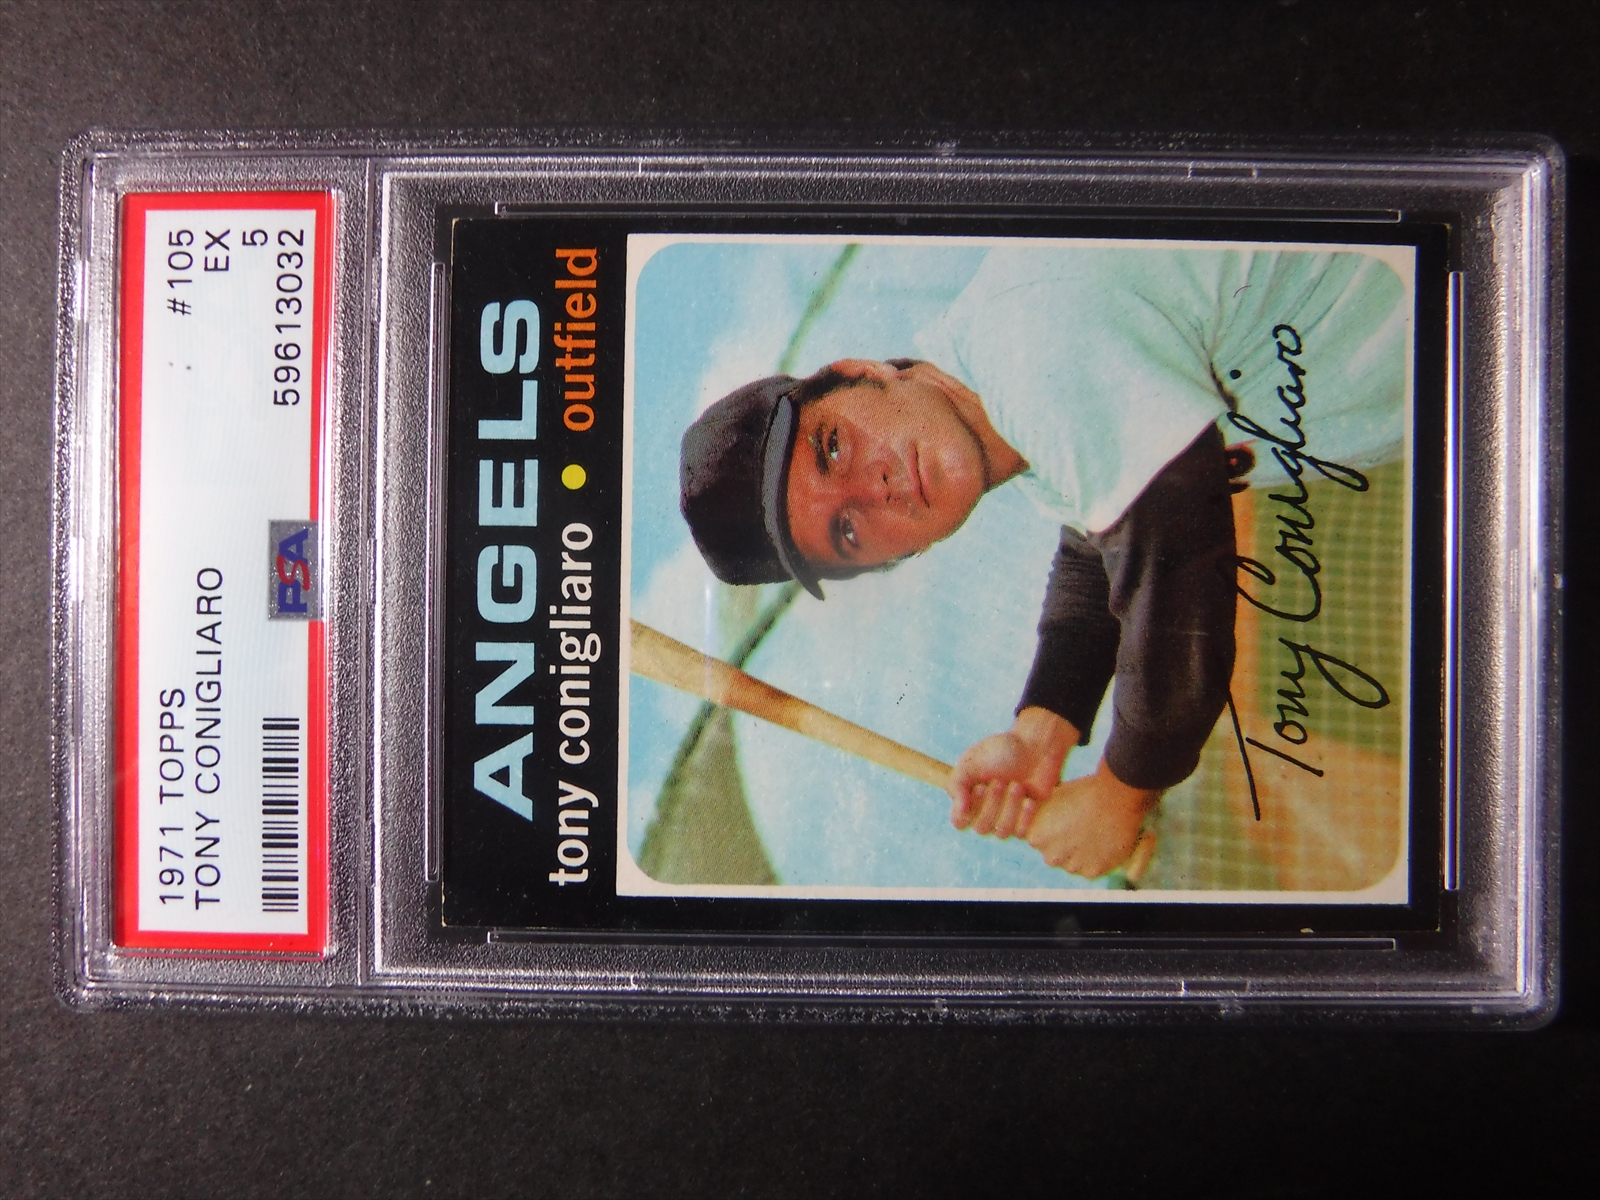 1971 TOPPS #105
TONY CONIGLIARO EX
5
PSA 59613032
ANGELS
tony conigliaro • outfield
Tony Conigliaro